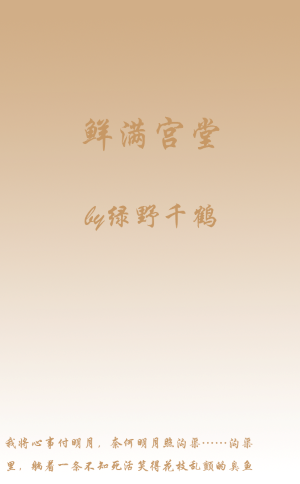 鲜满宫堂
by绿野千鹤
我将心事付明月，奈何明月照沟渠……沟渠
里，躺着一条不知死活笑得花枝乱颤的臭鱼